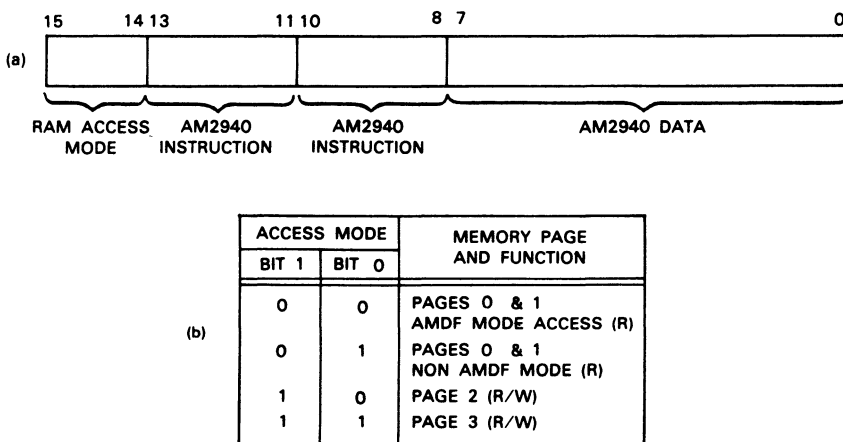 15 14 13 11 10 8 7 0
(a)
RAM ACCESS MODE
AM2940 INSTRUCTION
AM2940 INSTRUCTION
AM2940 DATA
(b)
ACCESS MODE
MEMORY PAGE AND FUNCTION
BIT 1 BIT 0
0 0 PAGES 0 & 1
AMDF MODE ACCESS (R)
0 1 PAGES 0 & 1
NON AMDF MODE (R)
1 0 PAGE 2 (R/W)
1 1 PAGE 3 (R/W)